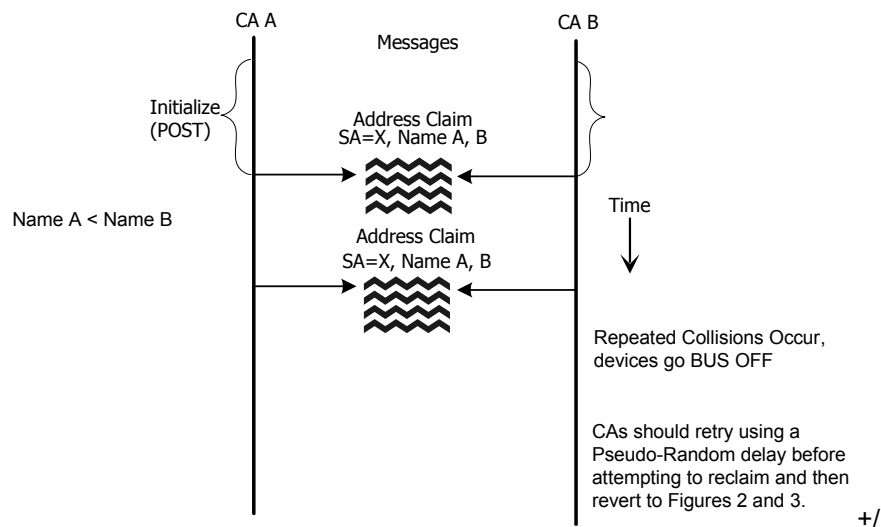 CA A
Messages
CA B
Initialize
(POST)
Address Claim
SA=X, Name A, B
Name A < Name B
Time
Address Claim
SA=X, Name A, B
Repeated Collisions Occur,
devices go BUS OFF
CAs should retry using a
Pseudo-Random delay before
attempting to reclaim and then
revert to Figures 2 and 3.
+/